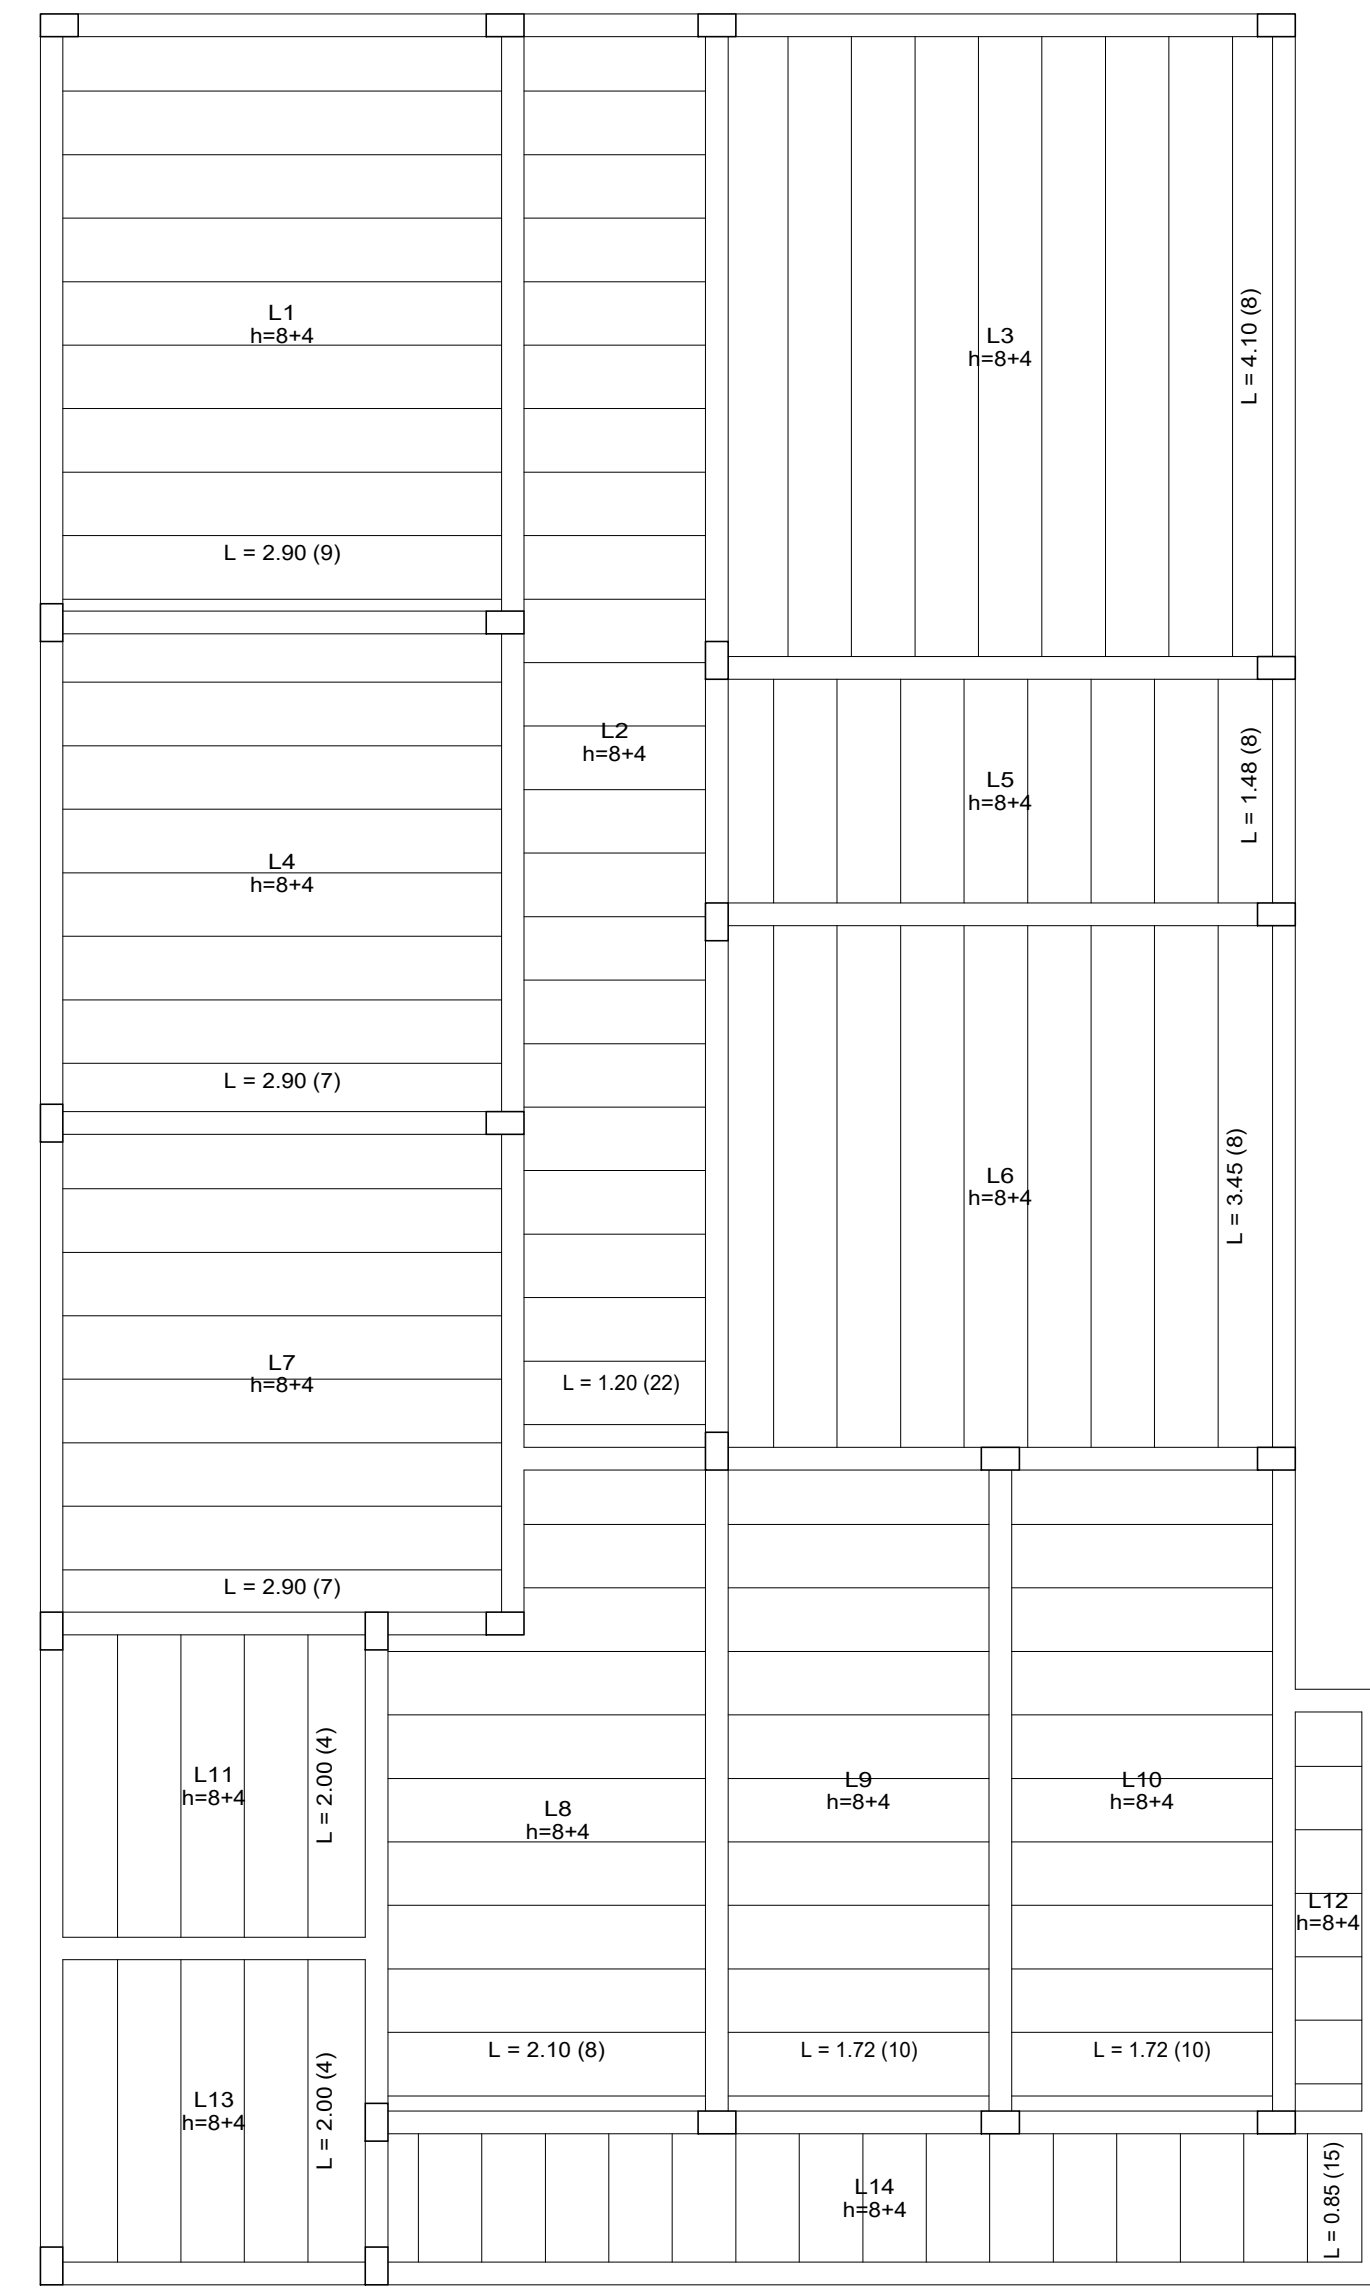 L1
h=8+4
L = 2.90 (9)
L3
h=8+4
L = 4.10 (8)
L2
h=8+4
L5
h=8+4
L = 1.48 (8)
L4
h=8+4
L = 2.90 (7)
L6
h=8+4
L = 3.45 (8)
L7
h=8+4
L = 1.20 (22)
L = 2.90 (7)
L11
h=8+4
L = 2.00 (4)
L8
h=8+4
L9
h=8+4
L10
h=8+4
L12
h=8+4
L = 2.10 (8)
L = 1.72 (10)
L = 1.72 (10)
L13
h=8+4
L = 2.00 (4)
L14
h=8+4
L = 0.85 (15)